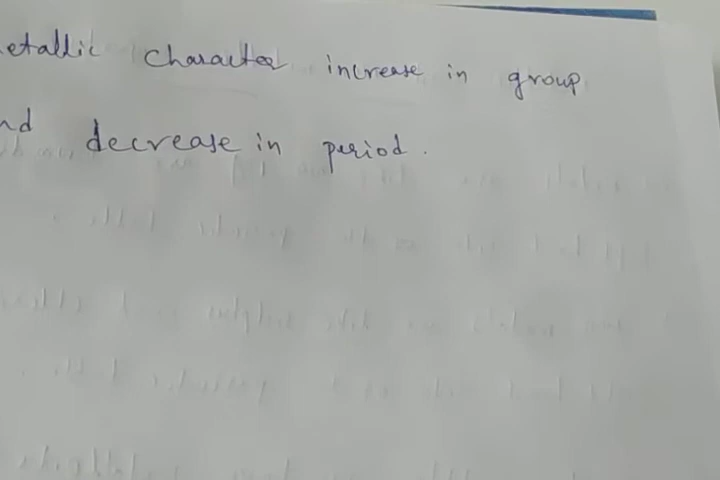 etallic character increase in group
nd decrease in period.